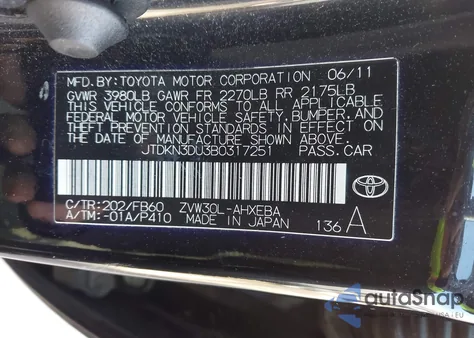 MFD.BY:TOYOTA MOTOR CORPORATION 06/11
GVWR 3980LB GAWR FR 2270LB RR 2175LB
THIS VEHICLE CONFORMS TO ALL APPLICABLE
FEDERAL MOTOR VEHICLE SAFETY, BUMPER, AND
THEFT PREVENTION STANDARDS IN EFFECT ON
THE DATE OF MANUFACTURE SHOWN ABOVE.
JTDKN3DU3B0317251 PASS.CAR
C/TR:202/FB60 ZVW30L-AHXEBA
A/TM:-01A/P410 MADE IN JAPAN 136 A
TOYOTA
autoSnap